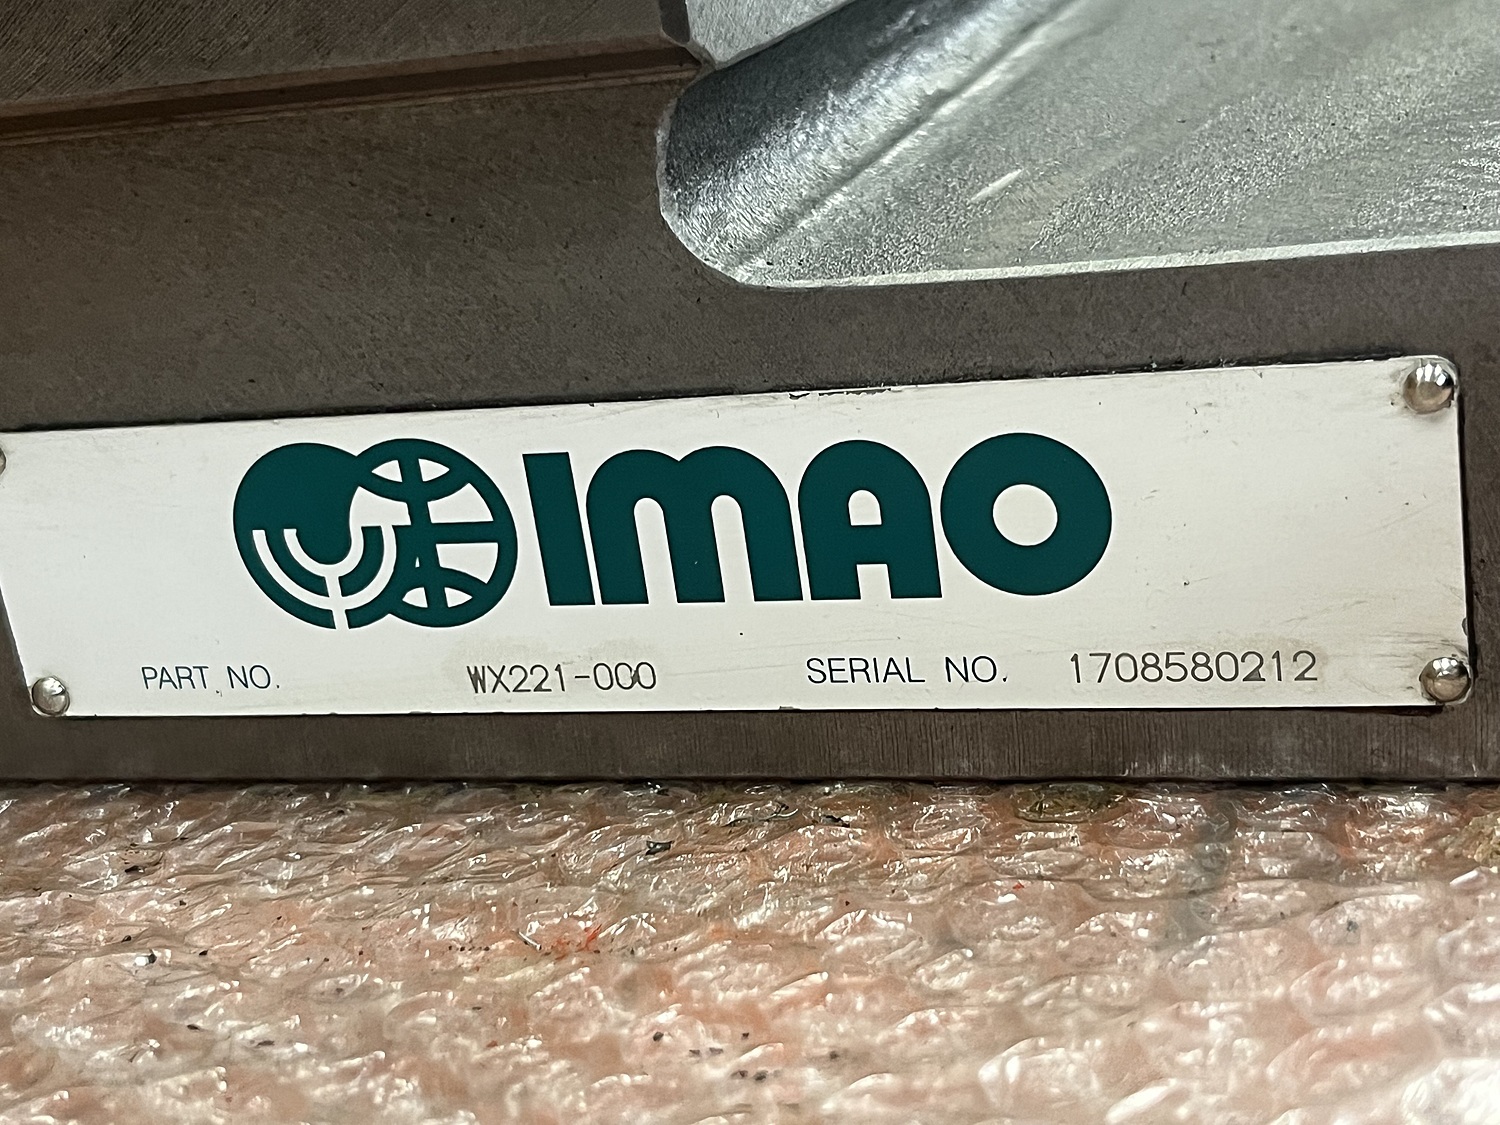 IMAO
PART NO. WX221-000 SERIAL NO. 1708580212